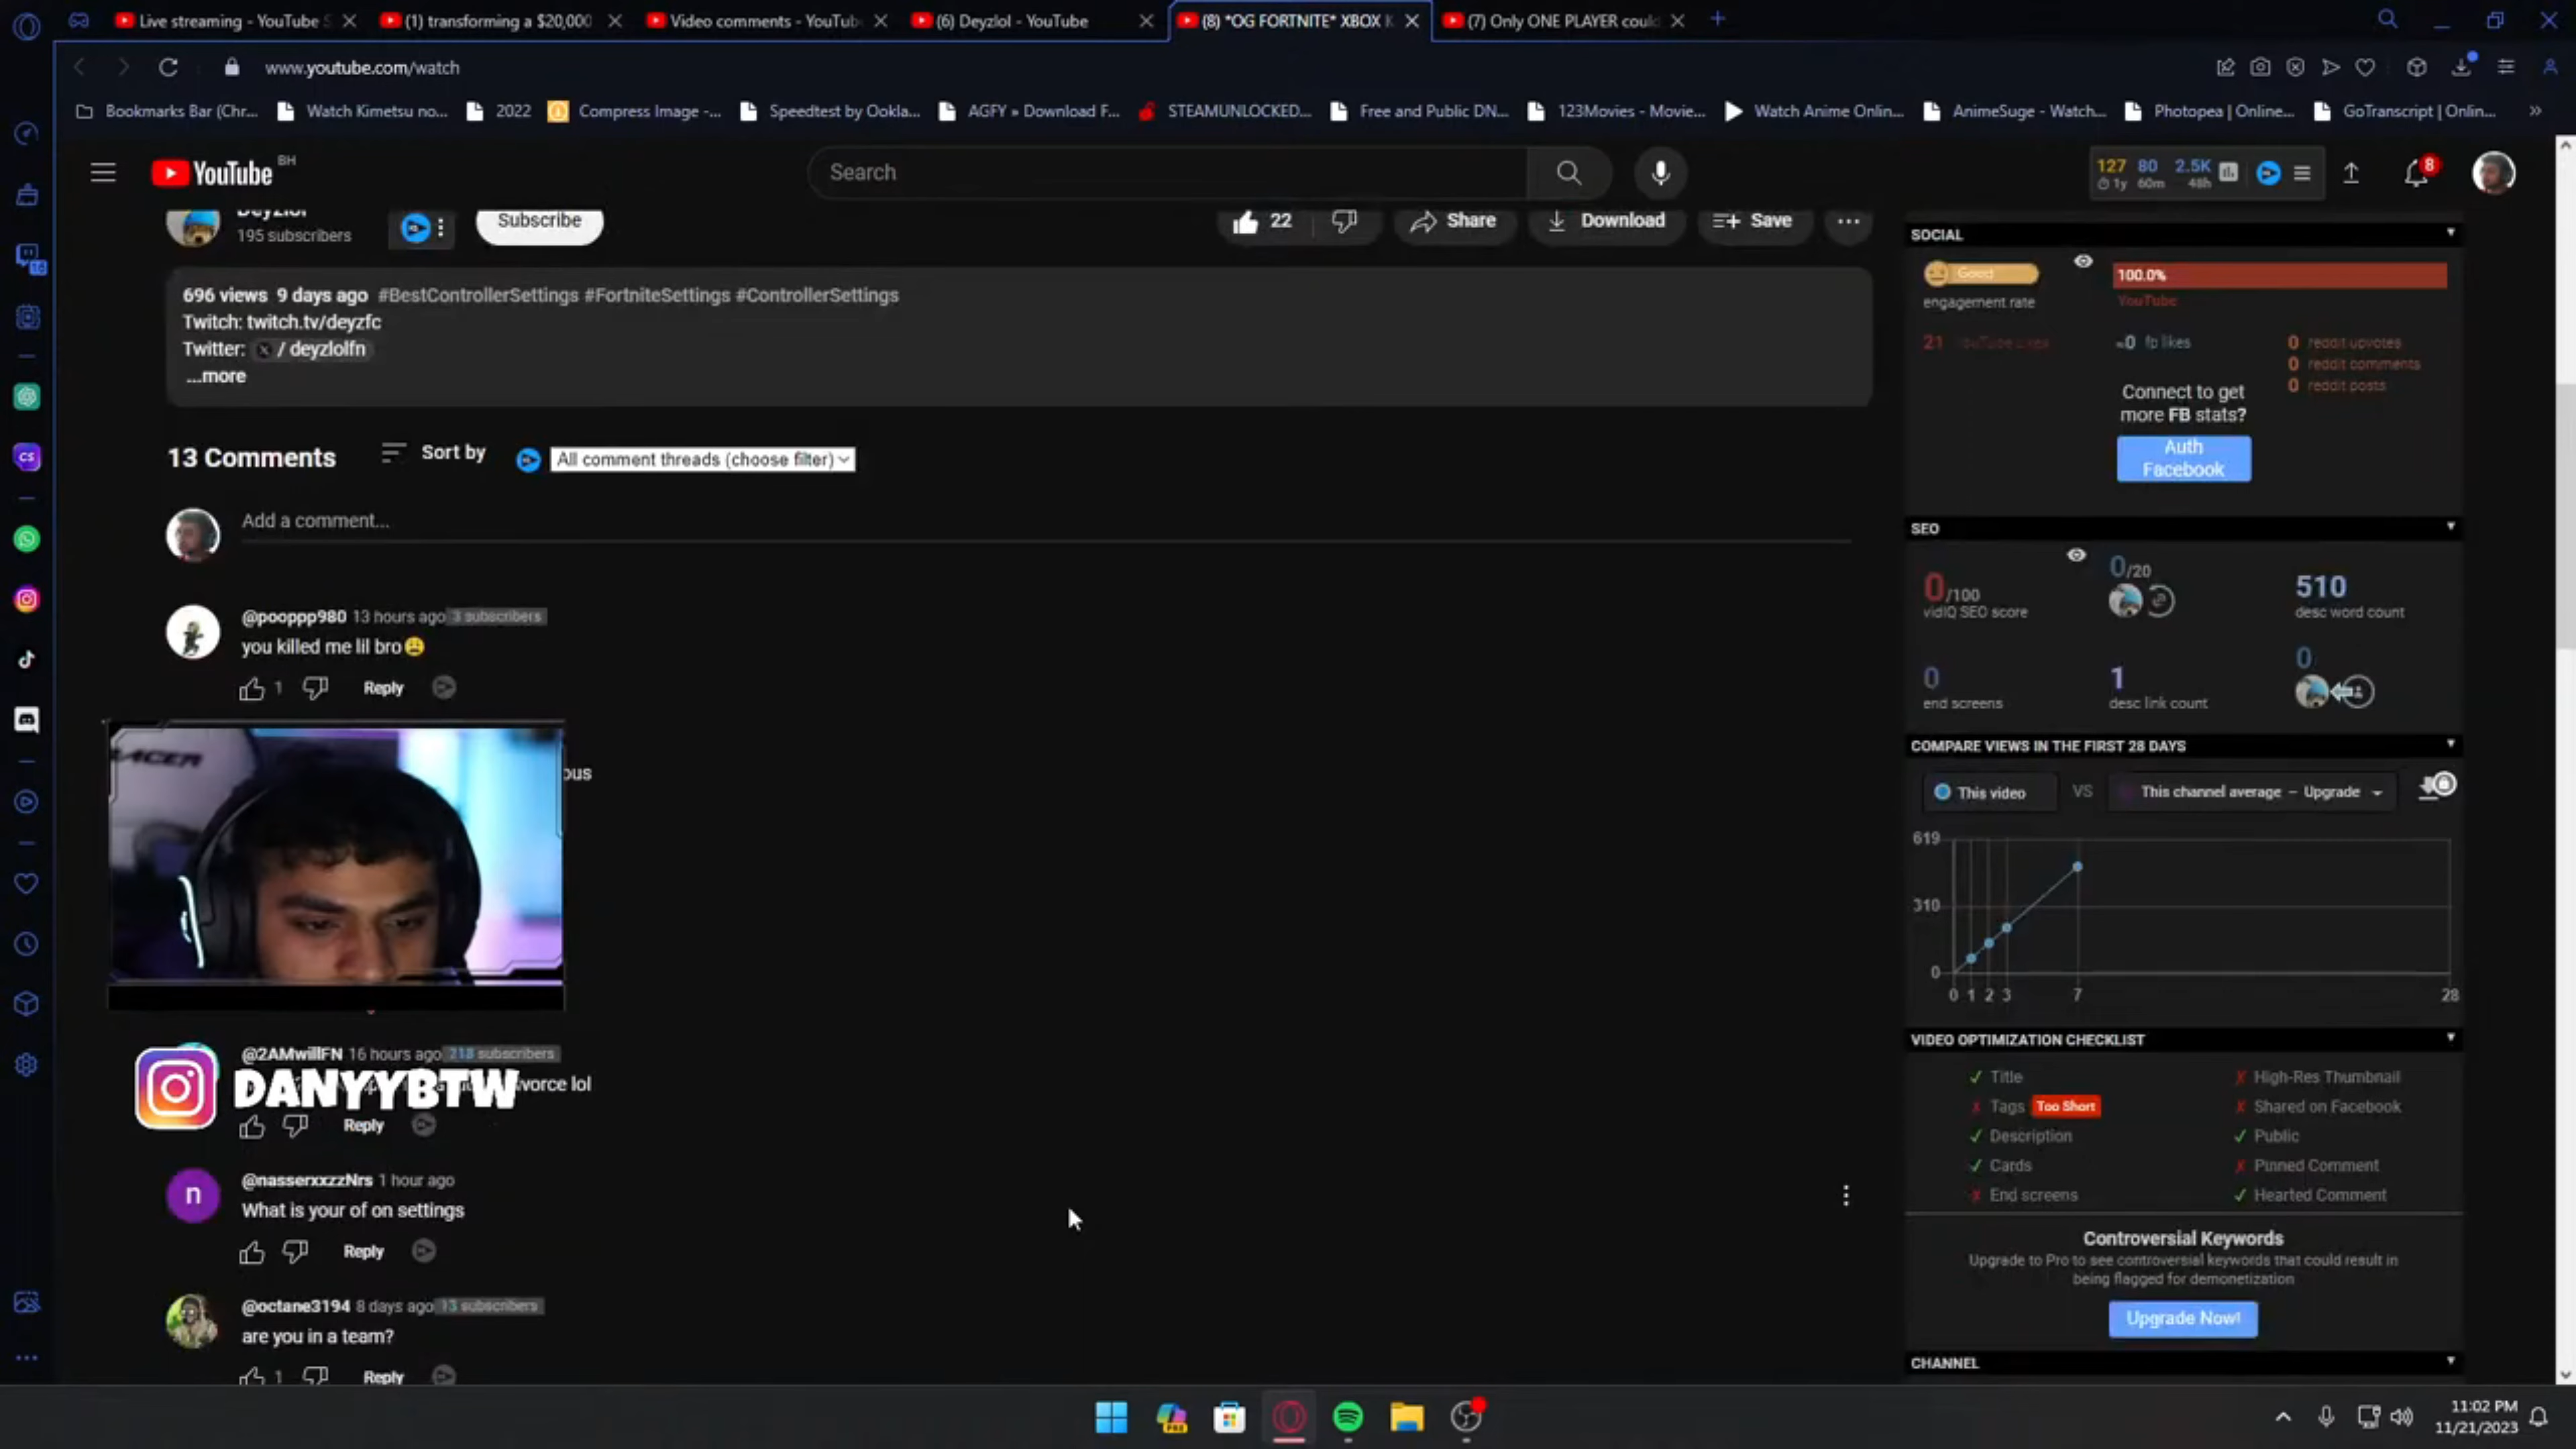 Live streaming - YouTube S
(1) transforming a $20,000
Video comments - YouTub
(6) Deyzlol - YouTube
(8) *OG FORTNITE* XBOX K
(7) Only ONE PLAYER coul
www.youtube.com/watch
Bookmarks Bar (Chr...
Watch Kimetsu no...
2022
Compress Image -...
Speedtest by Ookla...
AGFY » Download F...
STEAMUNLOCKED...
Free and Public DN...
123Movies - Movie...
Watch Anime Onlin...
AnimeSuge - Watch...
Photopea | Online...
GoTranscript | Onlin...
YouTube BH
Search
127 80 2.5K
1y 60m 48h
8
Deyzlol
195 subscribers
Subscribe
22
Share
Download
Save
696 views 9 days ago #BestControllerSettings #FortniteSettings #ControllerSettings
Twitch: twitch.tv/deyzfc
Twitter: / deyzlolfn
...more
13 Comments
Sort by
All comment threads (choose filter)
Add a comment...
@pooppp980 13 hours ago 3 subscribers
you killed me lil bro😩
1 Reply
ous
@2AMwillFN 16 hours ago 218 subscribers
DANYYBTW
vorce lol
Reply
@nasserxxzzNrs 1 hour ago
What is your of on settings
Reply
@octane3194 8 days ago 13 subscribers
are you in a team?
1 Reply
SOCIAL
Good
engagement rate
100.0%
YouTube
21
0 fb likes
0 reddit upvotes
0 reddit comments
0 reddit posts
Connect to get
more FB stats?
Auth
Facebook
SEO
0/100
vidIQ SEO score
0/20
510
desc word count
0
end screens
1
desc link count
0
COMPARE VIEWS IN THE FIRST 28 DAYS
This video
VS
This channel average – Upgrade
619
310
0
0 1 2 3 7 28
VIDEO OPTIMIZATION CHECKLIST
✓ Title
✗ High-Res Thumbnail
✗ Tags Too Short
✗ Shared on Facebook
✓ Description
✓ Public
✓ Cards
✗ Pinned Comment
✗ End screens
✓ Hearted Comment
Controversial Keywords
Upgrade to Pro to see controversial keywords that could result in
being flagged for demonetization
Upgrade Now!
CHANNEL
11:02 PM
11/21/2023